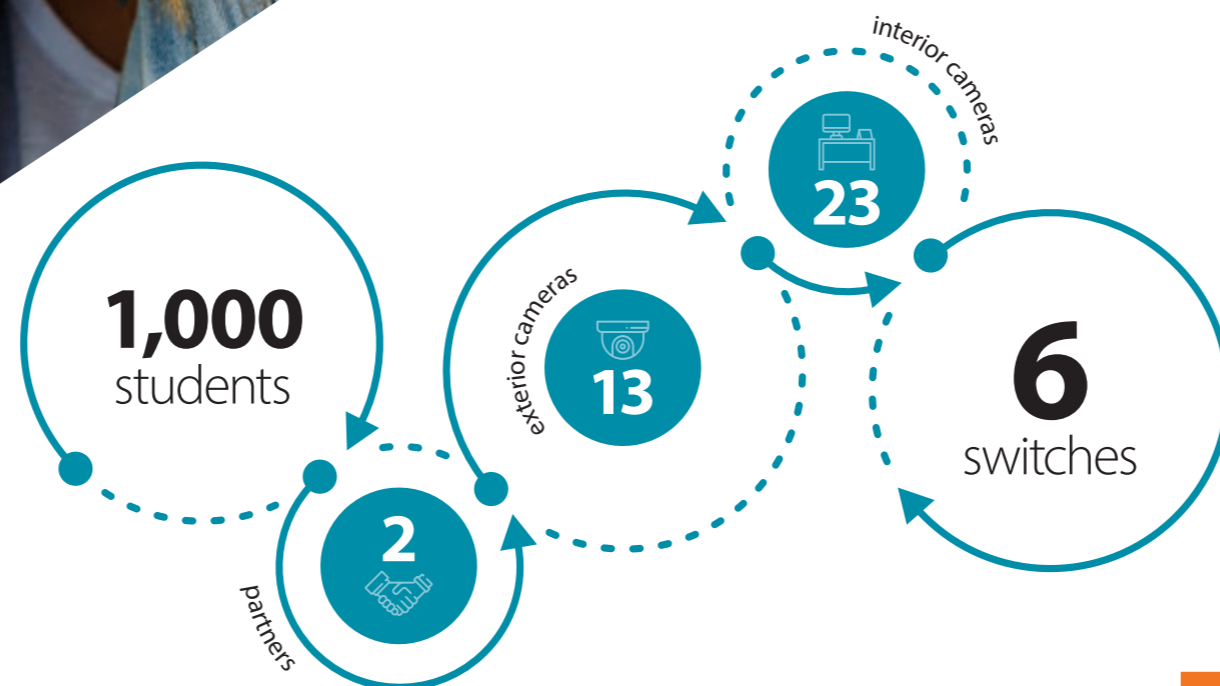 1,000
students
2
partners
exterior cameras
13
interior cameras
23
6
switches